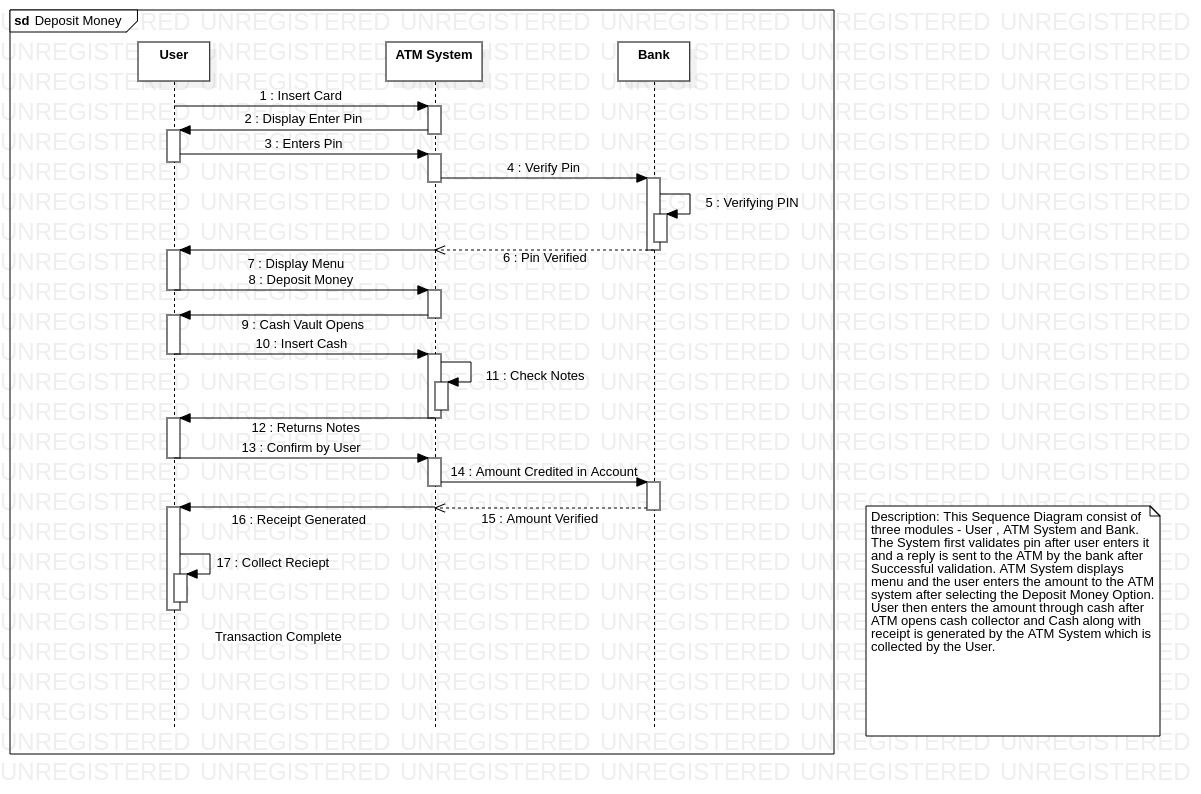 sd Deposit Money
User
ATM System
Bank
1 : Insert Card
2 : Display Enter Pin
3 : Enters Pin
4 : Verify Pin
5 : Verifying PIN
6 : Pin Verified
7 : Display Menu
8 : Deposit Money
9 : Cash Vault Opens
10 : Insert Cash
11 : Check Notes
12 : Returns Notes
13 : Confirm by User
14 : Amount Credited in Account
15 : Amount Verified
16 : Receipt Generated
17 : Collect Reciept
Transaction Complete
Description: This Sequence Diagram consist of
three modules - User , ATM System and Bank.
The System first validates pin after user enters it
and a reply is sent to the ATM by the bank after
Successful validation. ATM System displays
menu and the user enters the amount to the ATM
system after selecting the Deposit Money Option.
User then enters the amount through cash after
ATM opens cash collector and Cash along with
receipt is generated by the ATM System which is
collected by the User.
UNREGISTERED